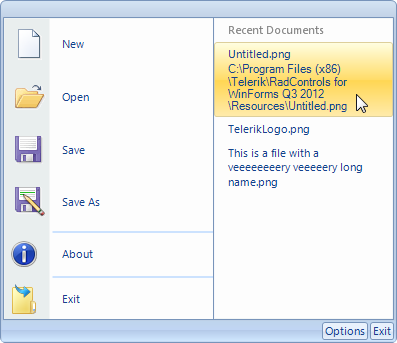 New
Open
Save
Save As
About
Exit
Recent Documents
Untitled.png
C:\Program Files (x86)
\Telerik\RadControls for
WinForms Q3 2012
\Resources\Untitled.png
TelerikLogo.png
This is a file with a
veeeeeeery veeeeery long
name.png
Options
Exit